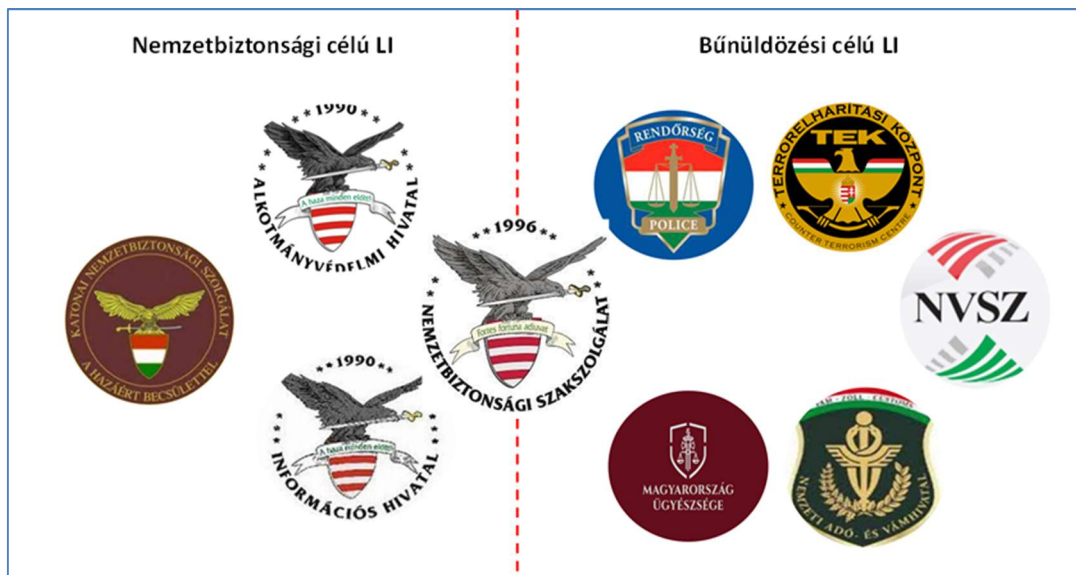 Nemzetbiztonsági célú LI
Bűnüldözési célú LI
**1990**
A haza minden előtt!
ALKOTMÁNYVÉDELMI HIVATAL
KATONAI NEMZETBIZTONSÁGI SZOLGÁLAT
A HAZÁÉRT BECSÜLETTEL
**1990**
A haza minden előtt!
INFORMÁCIÓS HIVATAL
**1996**
Fortes fortuna adiuvat
NEMZETBIZTONSÁGI SZAKSZOLGÁLAT
RENDŐRSÉG
POLICE
TERRORELHÁRÍTÁSI KÖZPONT
TEK
COUNTER TERRORISM CENTRE
NVSZ
MAGYARORSZÁG
ÜGYÉSZSÉGE
ZOLL - CUSTOMS
NEMZETI ADÓ- ÉS VÁMHIVATAL